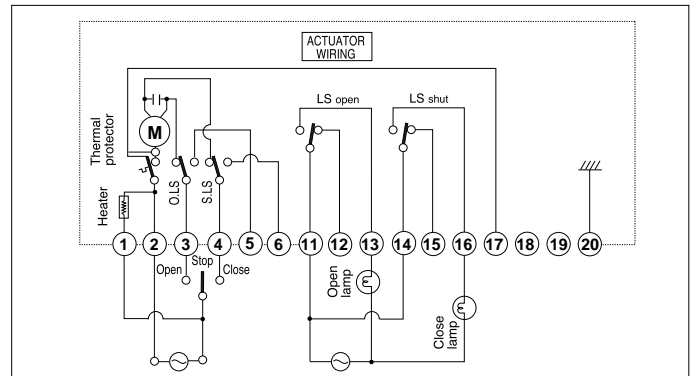 ACTUATOR
WIRING
LS open
LS shut
M
Thermal
protector
O.LS
S.LS
Heater
1 2 3 4 5 6 11 12 13 14 15 16 17 18 19 20
Open
Stop
Close
Open
lamp
Close
lamp